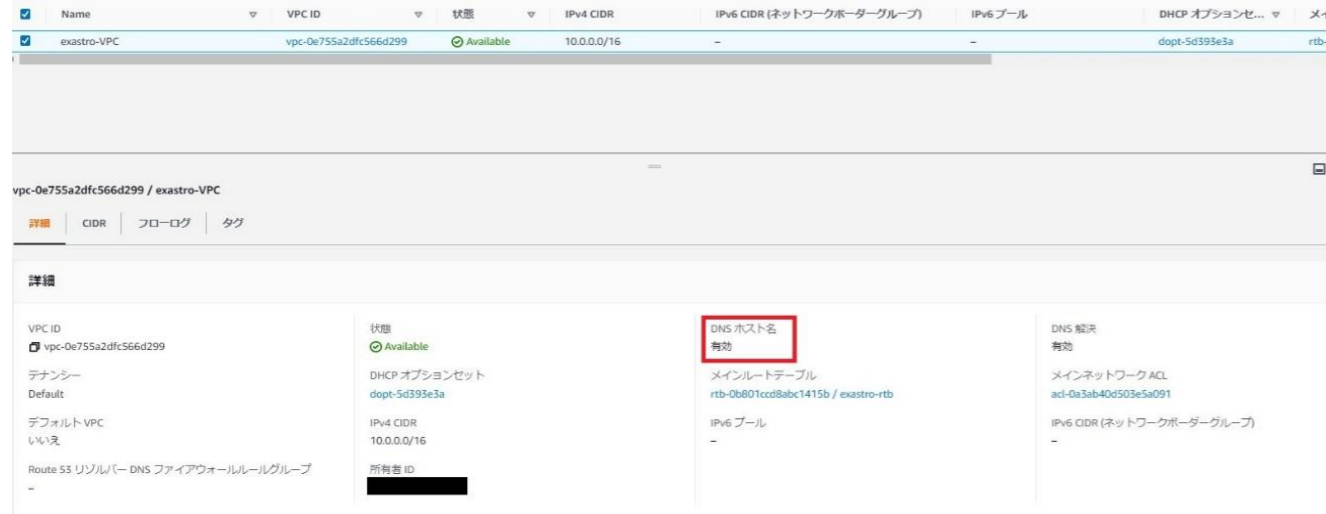 Name VPC ID 状態 IPv4 CIDR IPv6 CIDR (ネットワークボーダーグループ) IPv6 プール DHCP オプションセ... メイ
exastro-VPC vpc-0e755a2dfc566d299 Available 10.0.0.0/16 – – dopt-5d393e3a rtb-
vpc-0e755a2dfc566d299 / exastro-VPC
詳細 CIDR フローログ タグ
詳細
VPC ID 状態 DNS ホスト名 DNS 解決
vpc-0e755a2dfc566d299 Available 有効 有効
テナンシー DHCP オプションセット メインルートテーブル メインネットワーク ACL
Default dopt-5d393e3a rtb-0b801ccd8abc1415b / exastro-rtb acl-0a3ab40d503e5a091
デフォルト VPC IPv4 CIDR IPv6 プール IPv6 CIDR (ネットワークボーダーグループ)
いいえ 10.0.0.0/16 – –
Route 53 リゾルバー DNS ファイアウォールルールグループ 所有者 ID
–